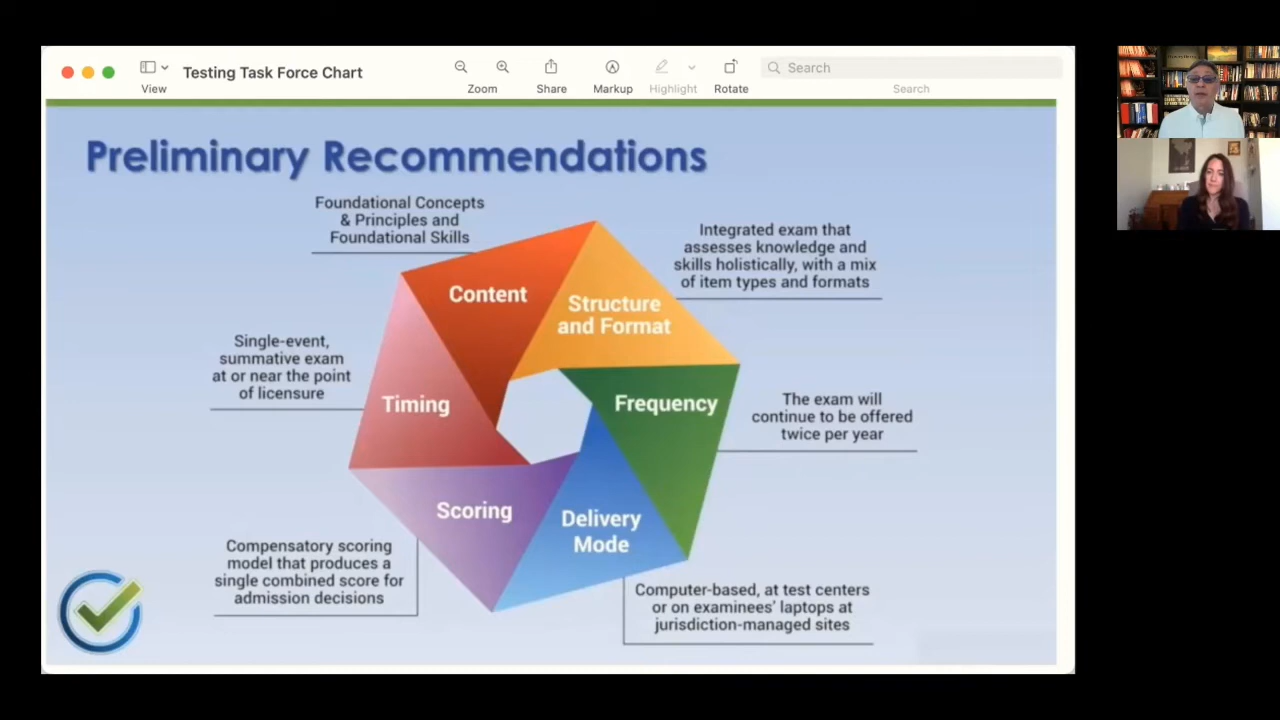 Testing Task Force Chart
View
Zoom
Share
Markup
Highlight
Rotate
Search
Search
Preliminary Recommendations
Foundational Concepts
& Principles and
Foundational Skills
Content
Structure
and Format
Integrated exam that
assesses knowledge and
skills holistically, with a mix
of item types and formats
Single-event,
summative exam
at or near the point
of licensure
Timing
Frequency
The exam will
continue to be offered
twice per year
Scoring
Compensatory scoring
model that produces a
single combined score for
admission decisions
Delivery
Mode
Computer-based, at test centers
or on examinees' laptops at
jurisdiction-managed sites